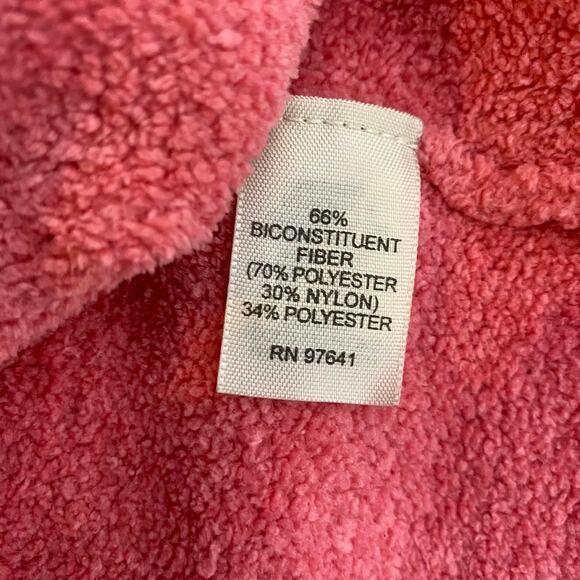 66%
BICONSTITUENT
FIBER
(70% POLYESTER
30% NYLON)
34% POLYESTER
RN 97641